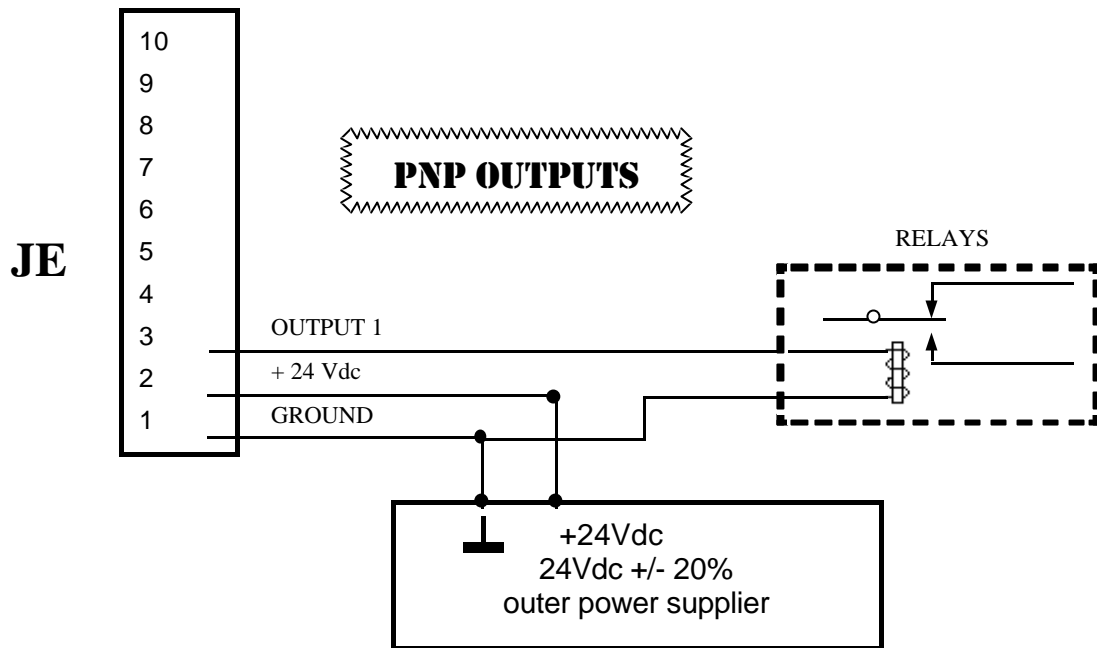 10
9
8
7
6
5
4
3
2
1
JE
PNP OUTPUTS
RELAYS
OUTPUT 1
+ 24 Vdc
GROUND
+24Vdc
24Vdc +/- 20%
outer power supplier